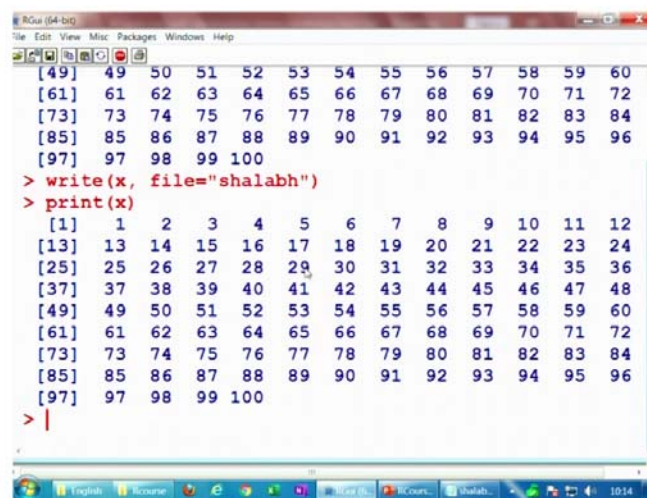 RGui (64-bit)
File Edit View Misc Packages Windows Help
[49] 49 50 51 52 53 54 55 56 57 58 59 60
[61] 61 62 63 64 65 66 67 68 69 70 71 72
[73] 73 74 75 76 77 78 79 80 81 82 83 84
[85] 85 86 87 88 89 90 91 92 93 94 95 96
[97] 97 98 99 100
> write(x, file="shalabh")
> print(x)
[1] 1 2 3 4 5 6 7 8 9 10 11 12
[13] 13 14 15 16 17 18 19 20 21 22 23 24
[25] 25 26 27 28 29 30 31 32 33 34 35 36
[37] 37 38 39 40 41 42 43 44 45 46 47 48
[49] 49 50 51 52 53 54 55 56 57 58 59 60
[61] 61 62 63 64 65 66 67 68 69 70 71 72
[73] 73 74 75 76 77 78 79 80 81 82 83 84
[85] 85 86 87 88 89 90 91 92 93 94 95 96
[97] 97 98 99 100
>
English Rcourse RGui (6... RCours... shalab... 10:14